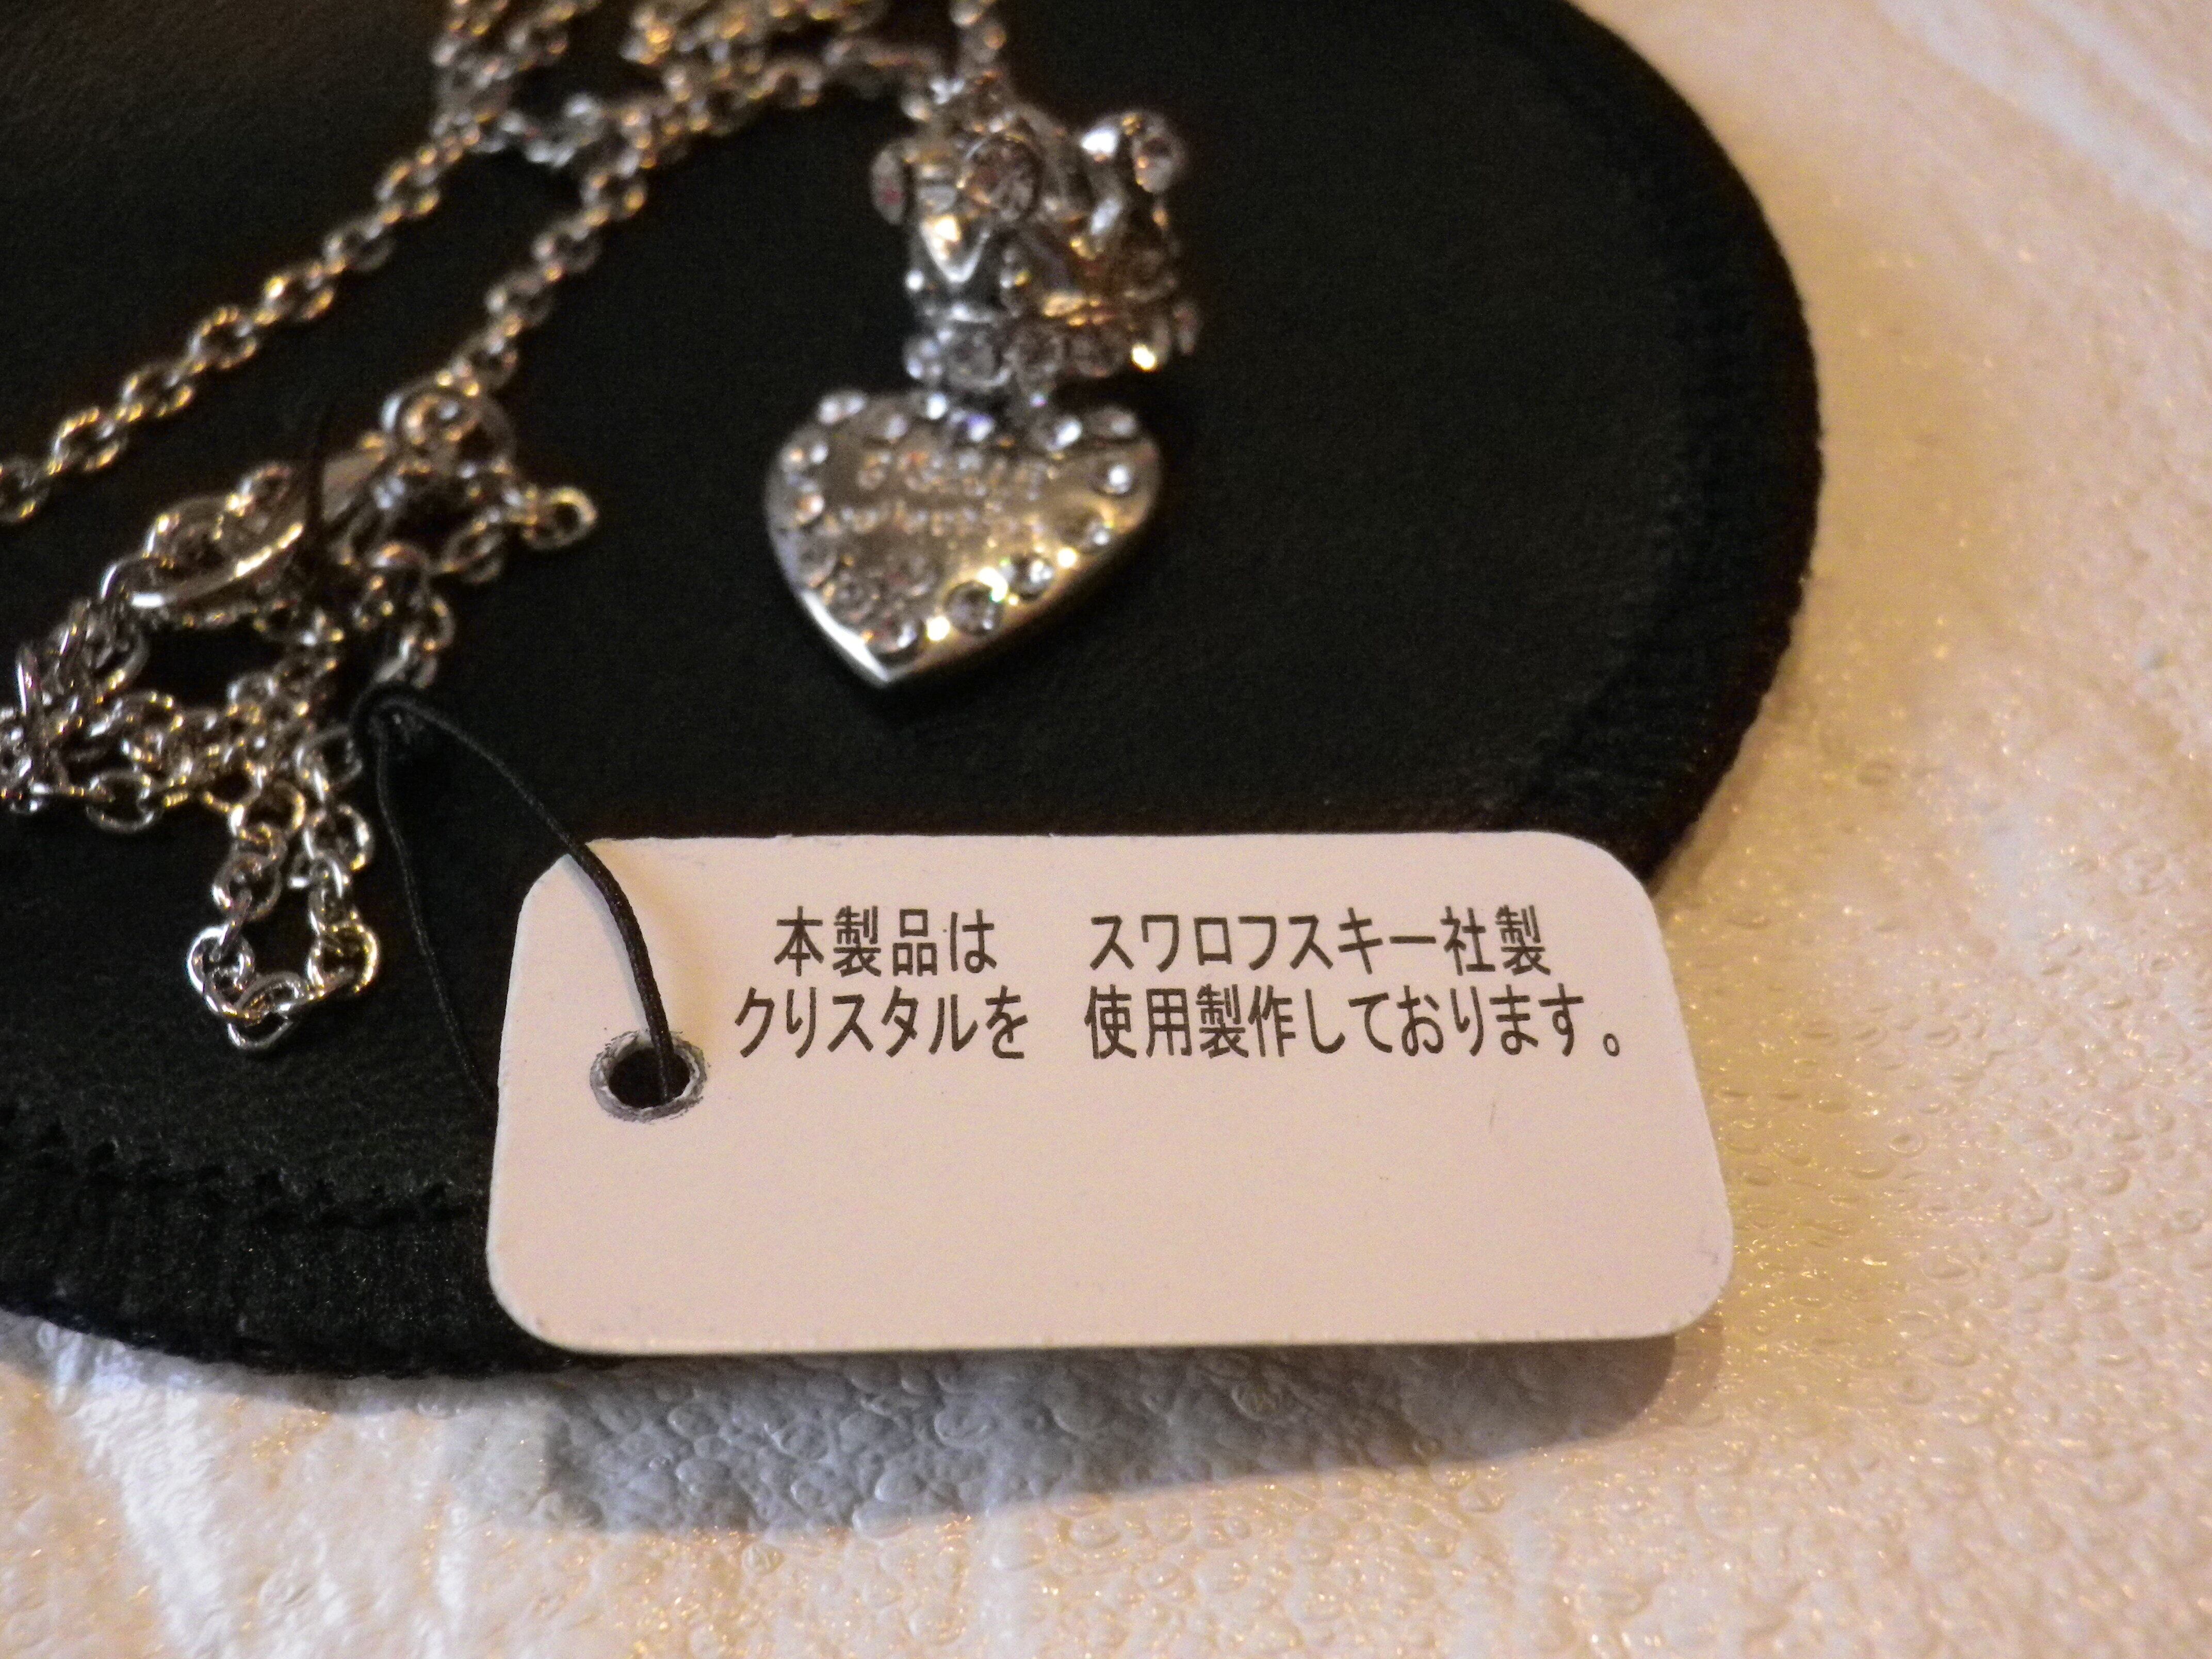 本製品は　スワロフスキー社製
クリスタルを　使用製作しております。